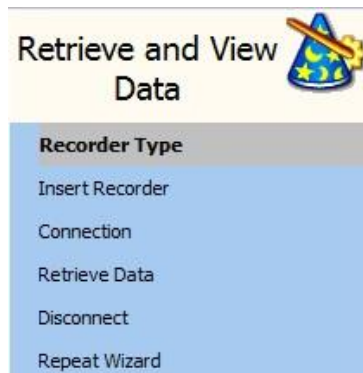 Retrieve and View
Data
Recorder Type
Insert Recorder
Connection
Retrieve Data
Disconnect
Repeat Wizard